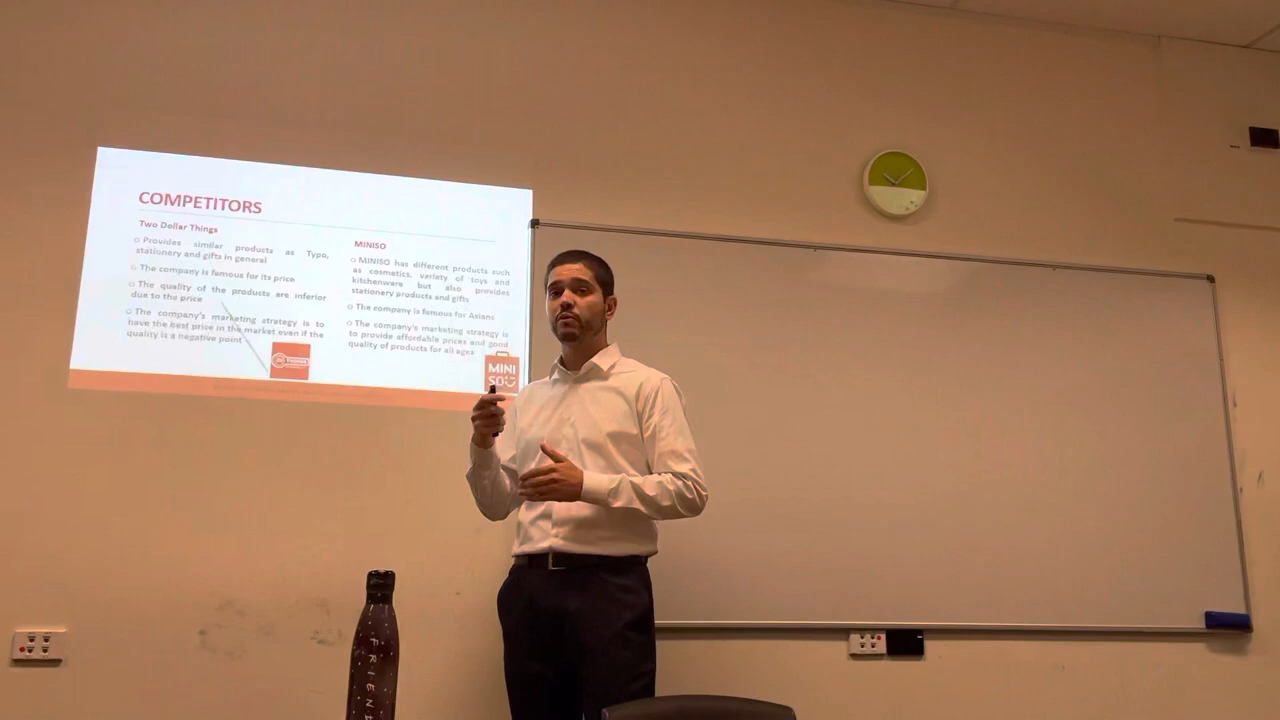 COMPETITORS
Two Dollar Things
o Provides similar products as Typo,
stationery and gifts in general
o The company is famous for its price
o The quality of the products are inferior
due to the price
o The company's marketing strategy is to
have the best price in the market even if the
quality is a negative point
MINISO
o MINISO has different products such
as cosmetics, variety of toys and
kitchenware but also provides
stationery products and gifts
o The company is famous for Asians
o The company's marketing strategy is
to provide affordable prices and good
quality of products for all ages
MINI
SO
FRIEND